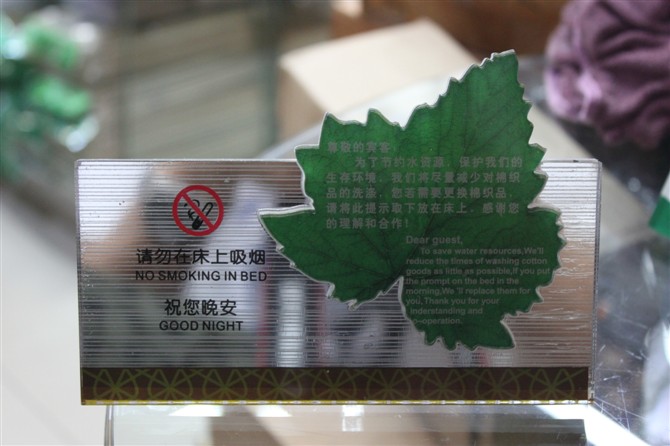 请勿在床上吸烟
NO SMOKING IN BED
祝您晚安
GOOD NIGHT
尊敬的宾客
为了节约水资源，保护我们的
生存环境，我们将尽量减少对棉织
品的洗涤，您若需要更换棉织品，
请将此提示取下放在床上，感谢您
的理解和合作！
Dear guest,
To save water resources,We'll
reduce the times of washing cotton
goods as little,as possible,If you put
the prompt on the bed in the
morning,We 'll replace them for
you, Thank you for your
inderstanding and
co-operation.